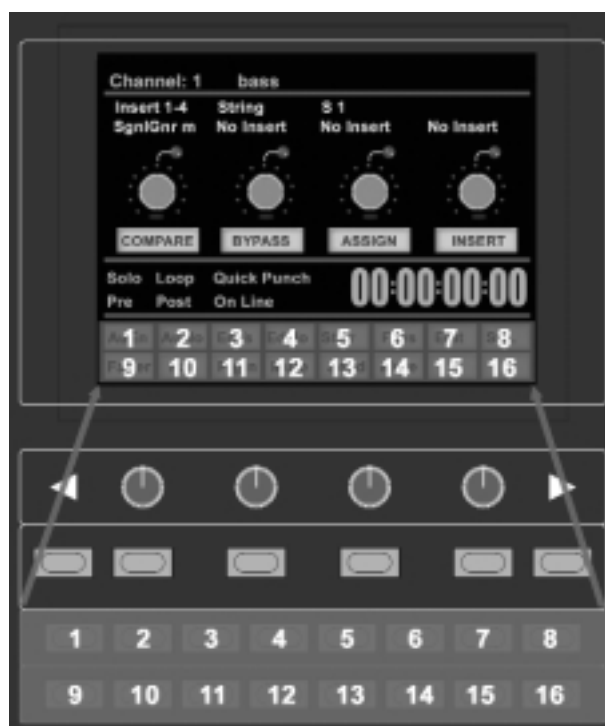 Channel: 1 bass
Insert 1-4 String S 1
SgnlGnr m No Insert No Insert No Insert
COMPARE BYPASS ASSIGN INSERT
Solo Loop Quick Punch
Pre Post On Line
00:00:00:00
1 2 3 4 5 6 7 8
9 10 11 12 13 14 15 16
1 2 3 4 5 6 7 8
9 10 11 12 13 14 15 16